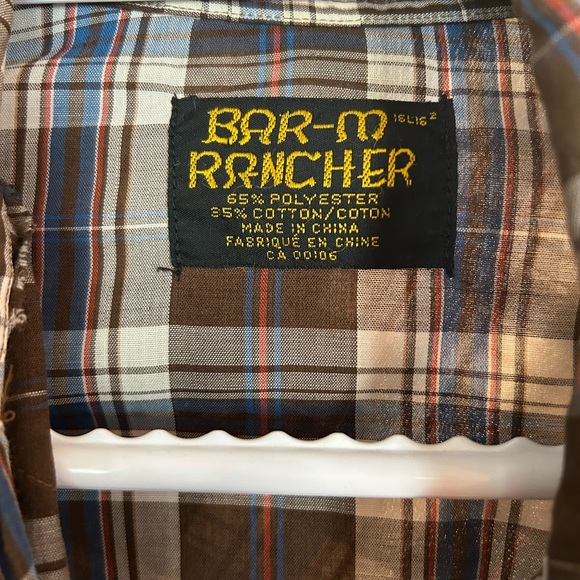 BAR-M
RANCHER
65% POLYESTER
35% COTTON/COTON
MADE IN CHINA
FABRIQUÉ EN CHINE
CA 00106